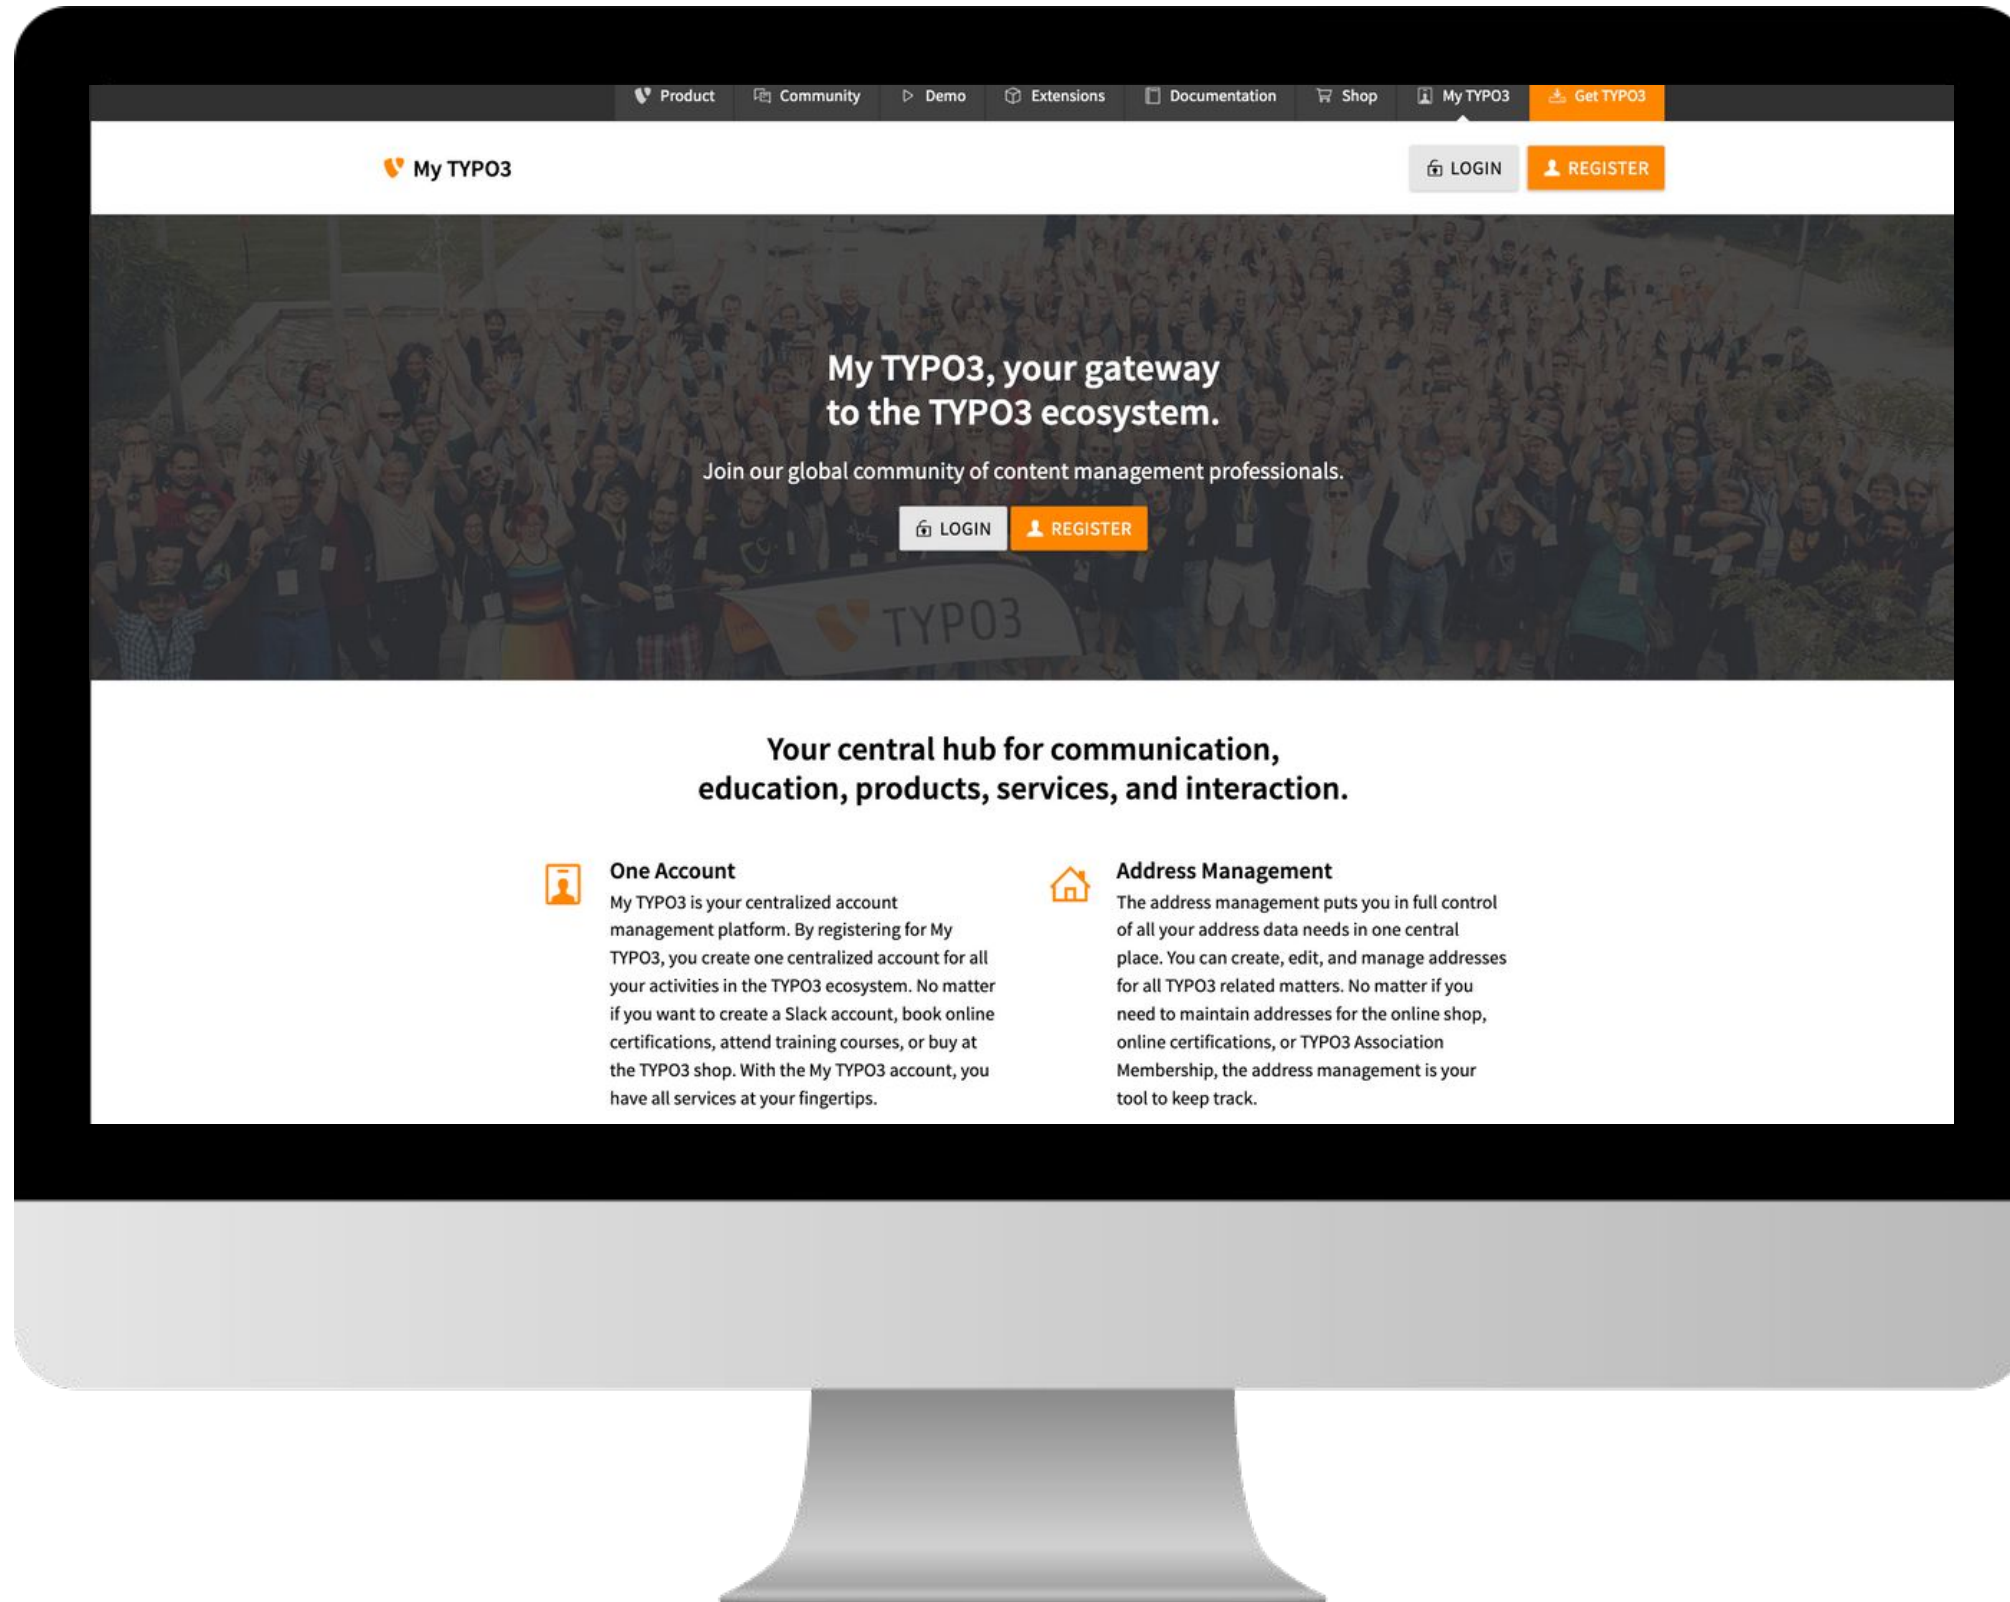 Product Community Demo Extensions Documentation Shop My TYPO3 Get TYPO3
My TYPO3 LOGIN REGISTER
My TYPO3, your gateway
to the TYPO3 ecosystem.
Join our global community of content management professionals.
LOGIN REGISTER
TYPO3
Your central hub for communication,
education, products, services, and interaction.
One Account
My TYPO3 is your centralized account
management platform. By registering for My
TYPO3, you create one centralized account for all
your activities in the TYPO3 ecosystem. No matter
if you want to create a Slack account, book online
certifications, attend training courses, or buy at
the TYPO3 shop. With the My TYPO3 account, you
have all services at your fingertips.
Address Management
The address management puts you in full control
of all your address data needs in one central
place. You can create, edit, and manage addresses
for all TYPO3 related matters. No matter if you
need to maintain addresses for the online shop,
online certifications, or TYPO3 Association
Membership, the address management is your
tool to keep track.